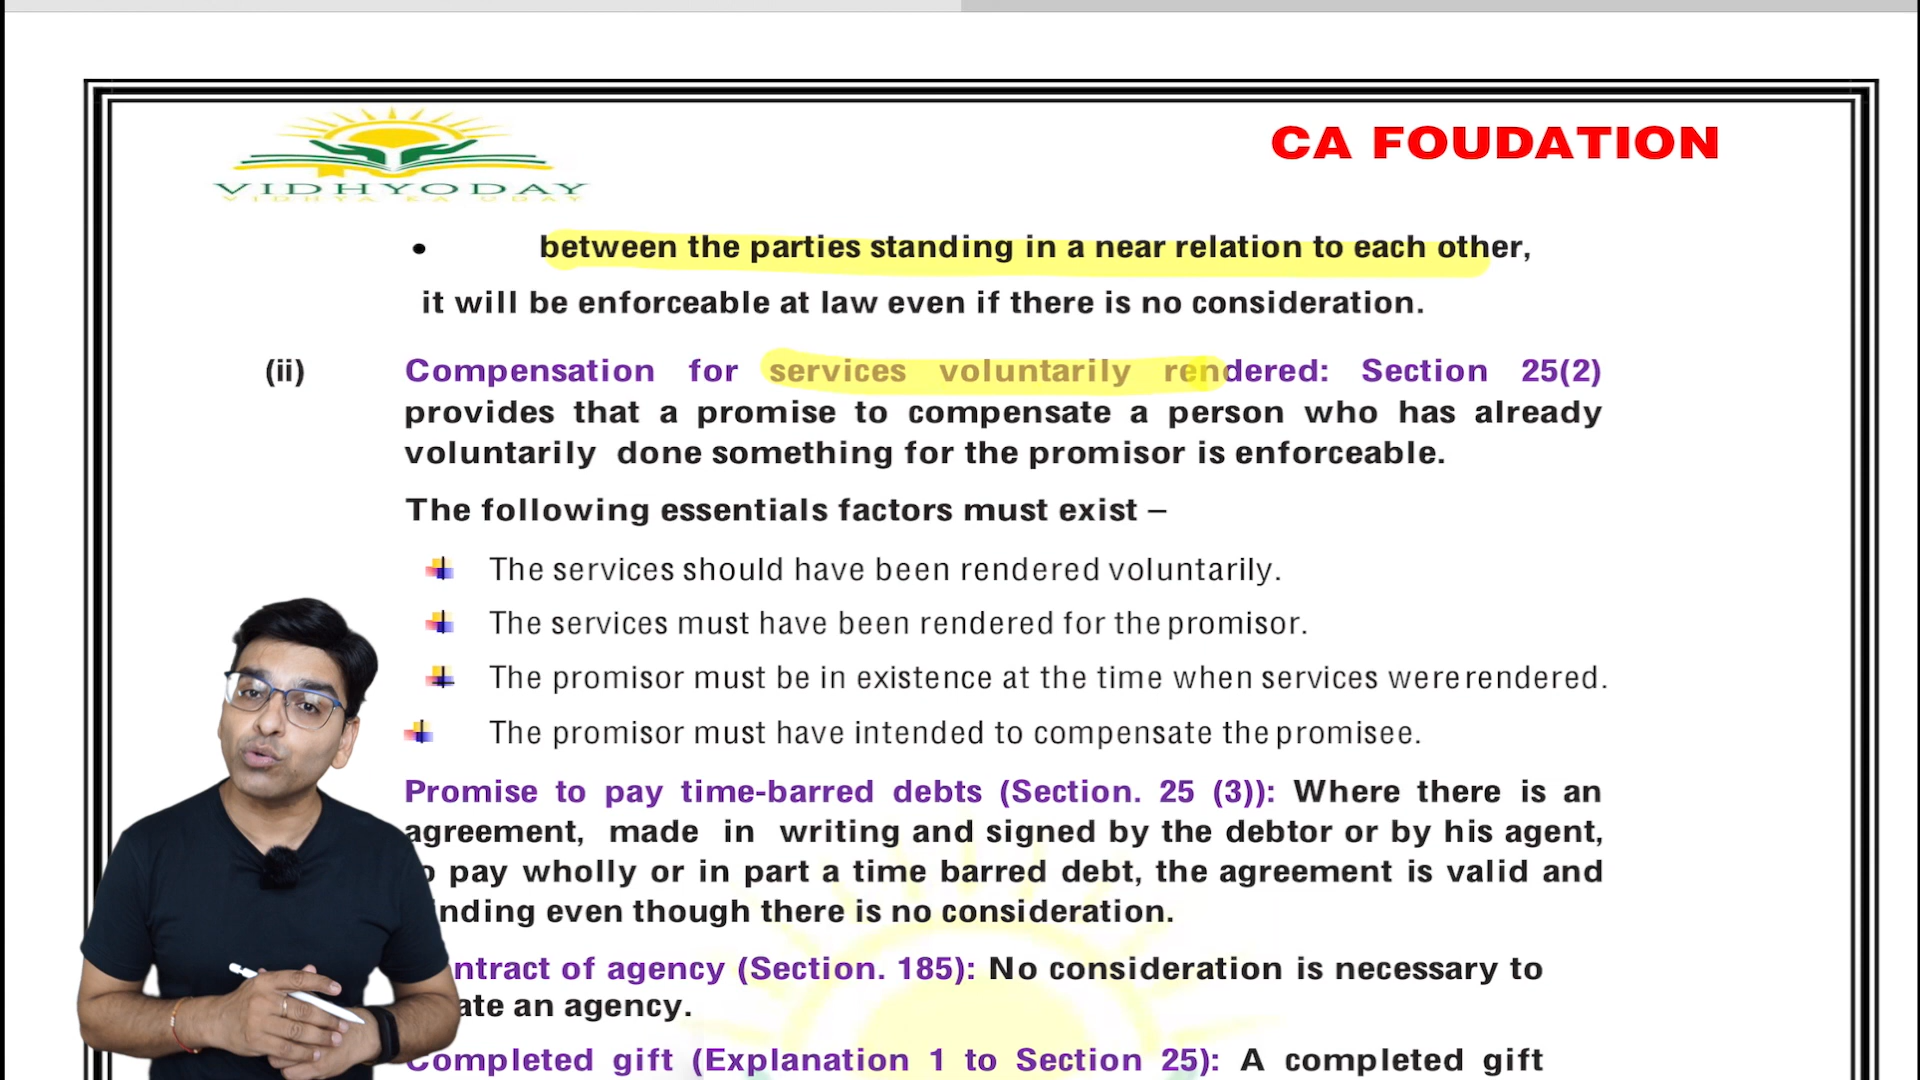 VIDHYODAY
VIDHYA KA UDAY
CA FOUDATION
• between the parties standing in a near relation to each other,
it will be enforceable at law even if there is no consideration.
(ii) Compensation for services voluntarily rendered: Section 25(2)
provides that a promise to compensate a person who has already
voluntarily done something for the promisor is enforceable.
The following essentials factors must exist –
The services should have been rendered voluntarily.
The services must have been rendered for the promisor.
The promisor must be in existence at the time when services were rendered.
The promisor must have intended to compensate the promisee.
Promise to pay time-barred debts (Section. 25 (3)): Where there is an
agreement, made in writing and signed by the debtor or by his agent,
pay wholly or in part a time barred debt, the agreement is valid and
nding even though there is no consideration.
ntract of agency (Section. 185): No consideration is necessary to
ate an agency.
Completed gift (Explanation 1 to Section 25): A completed gift